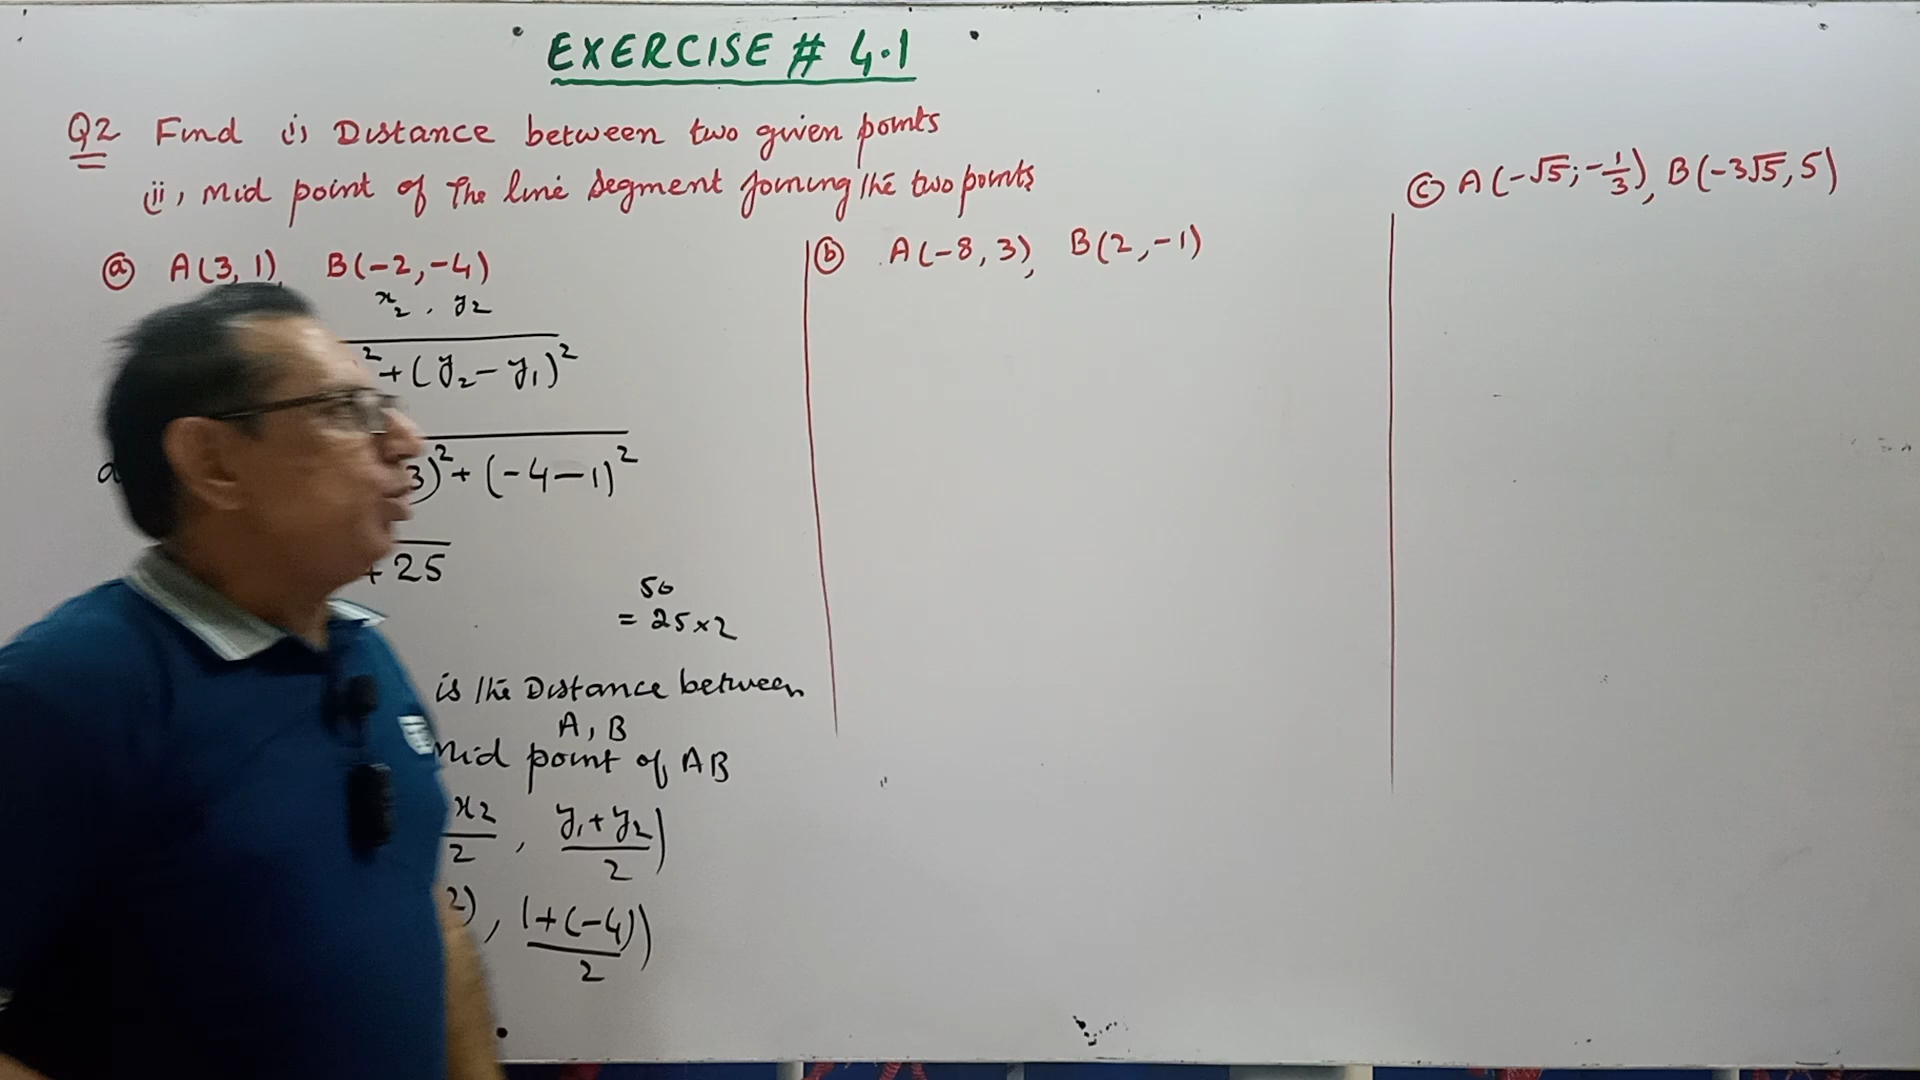 EXERCISE # 4.1
Q2 Find (i) Distance between two given points
(ii), Mid point of The line segment joining the two points
(a) A(3, 1), B(-2, -4)
x₂, y₂
² + (y₂ - y₁)²
3)² + (-4 - 1)²
+ 25
50
= 25 × 2
is the Distance between
A, B
Mid point of AB
x₂/2, (y₁ + y₂)/2)
2), (1 + (-4))/2)
(b) A(-8, 3), B(2, -1)
(c) A(-√5, -1/3), B(-3√5, 5)